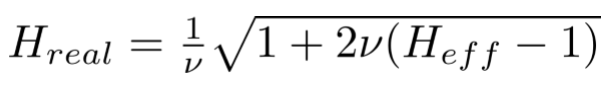 H_{real} = \frac{1}{\nu}\sqrt{1 + 2\nu(H_{eff} - 1)}